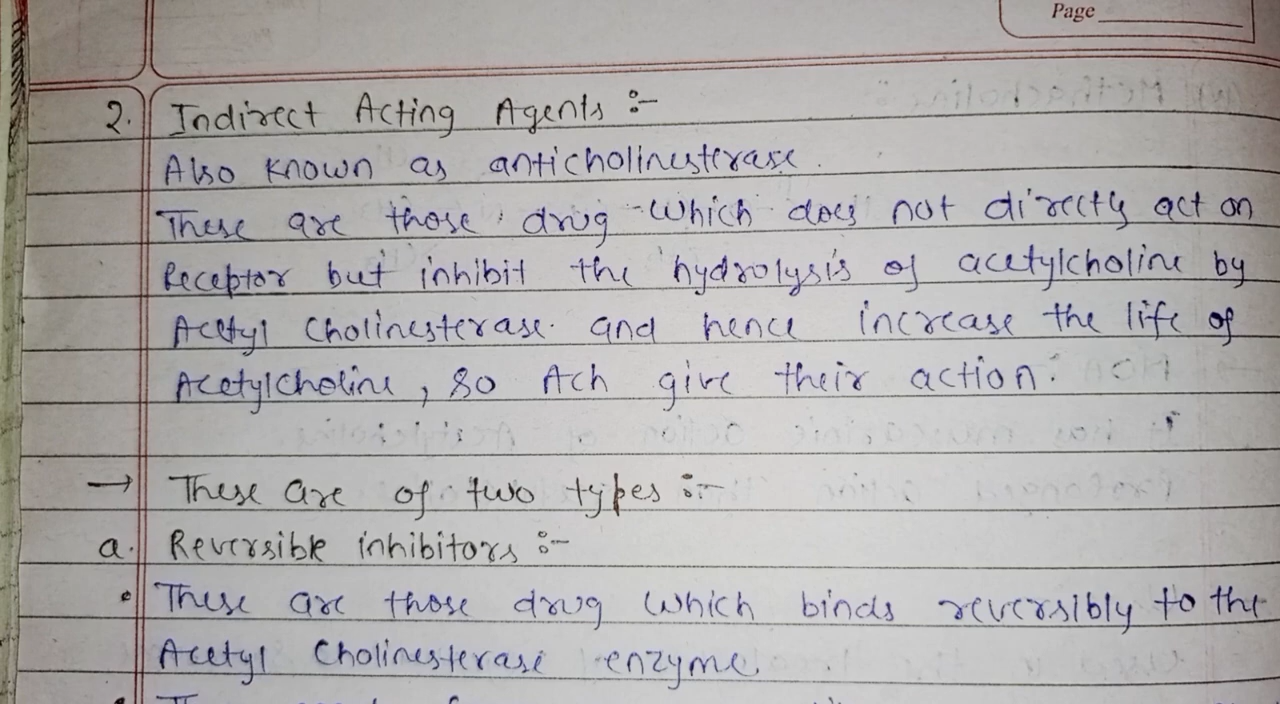 Page
2. Indirect Acting Agents :-
Also known as anticholinesterase.
These are those drug which does not directly act on
Receptor but inhibit the hydrolysis of acetylcholine by
Acetyl cholinesterase. and hence increase the life of
Acetylcholine, so Ach give their action.
→ These are of two types :-
a. Reversible inhibitors :-
• These are those drug which binds reversibly to the
Acetyl cholinesterase enzyme.